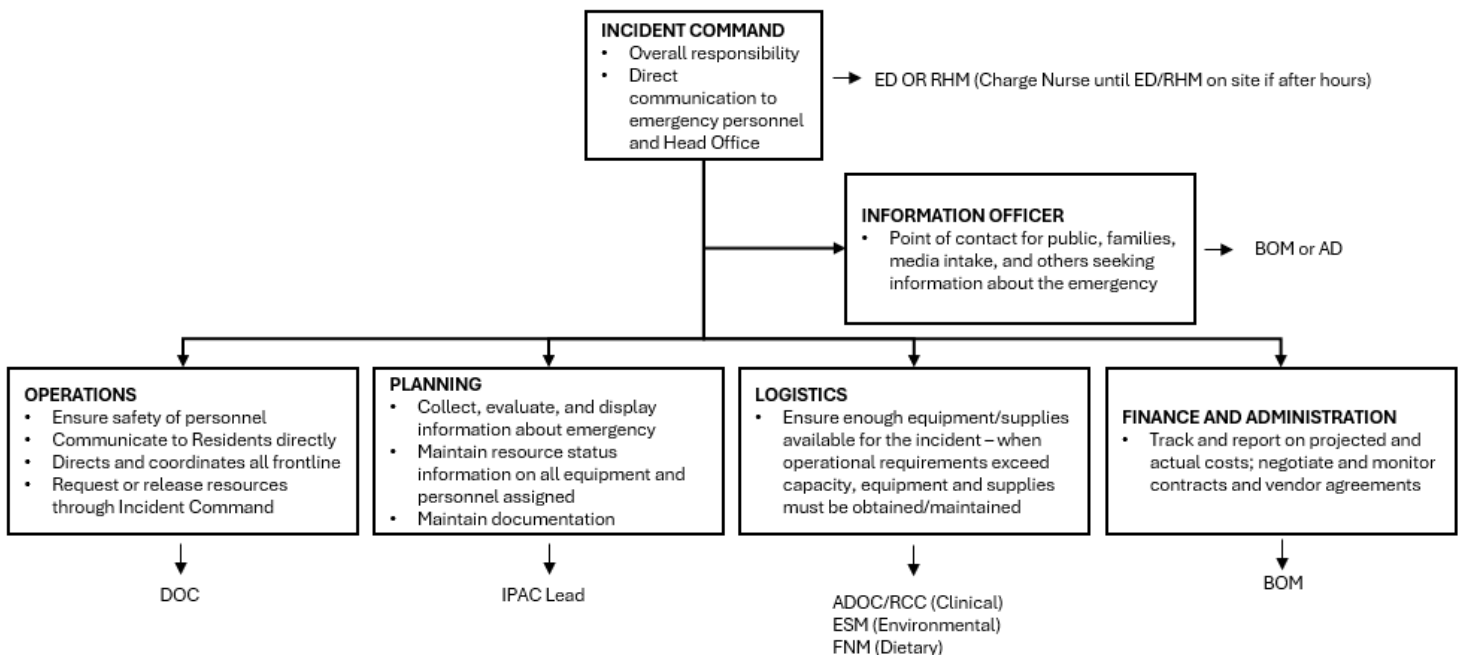 INCIDENT COMMAND
• Overall responsibility
• Direct
communication to
emergency personnel
and Head Office
ED OR RHM (Charge Nurse until ED/RHM on site if after hours)
INFORMATION OFFICER
• Point of contact for public, families,
media intake, and others seeking
information about the emergency
BOM or AD
OPERATIONS
• Ensure safety of personnel
• Communicate to Residents directly
• Directs and coordinates all frontline
• Request or release resources
through Incident Command
DOC
PLANNING
• Collect, evaluate, and display
information about emergency
• Maintain resource status
information on all equipment and
personnel assigned
• Maintain documentation
IPAC Lead
LOGISTICS
• Ensure enough equipment/supplies
available for the incident – when
operational requirements exceed
capacity, equipment and supplies
must be obtained/maintained
ADOC/RCC (Clinical)
ESM (Environmental)
FNM (Dietary)
FINANCE AND ADMINISTRATION
• Track and report on projected and
actual costs; negotiate and monitor
contracts and vendor agreements
BOM